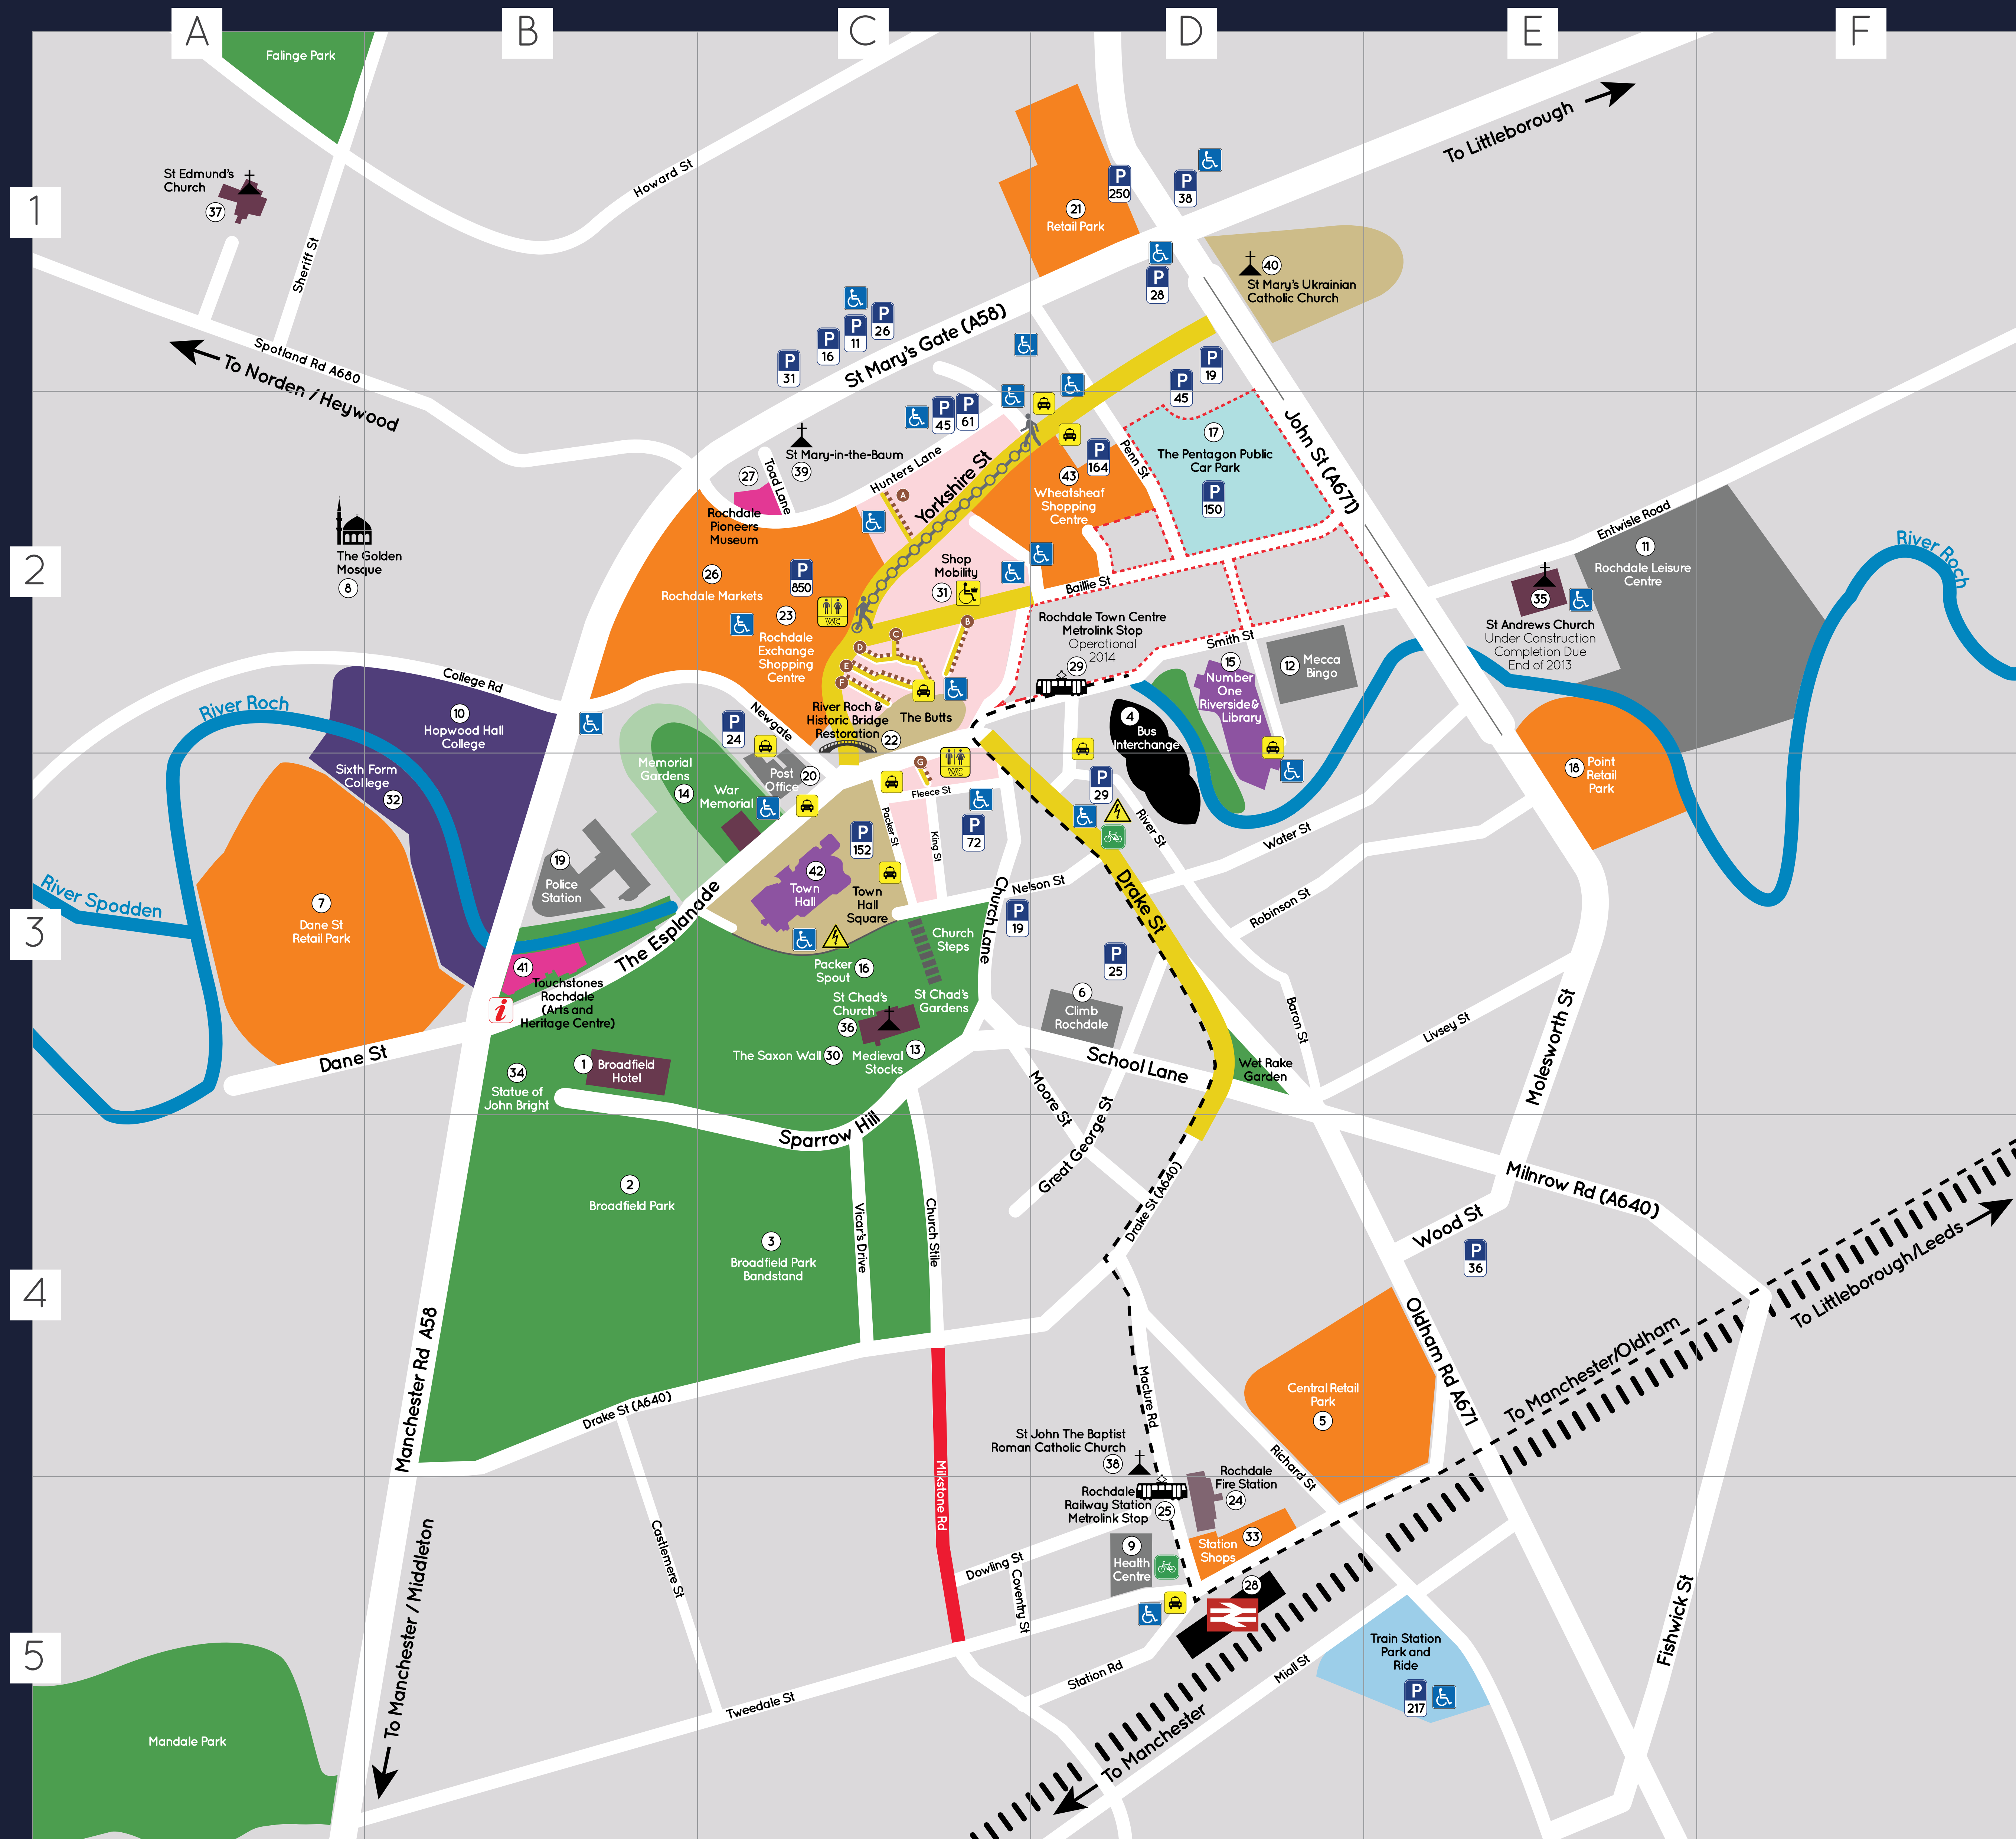 A
B
C
D
E
F
1
2
3
4
5
Falinge Park
St Edmund's
Church
37
Sheriff St
Howard St
Spotland Rd A680
To Norden / Heywood
To Littleborough
21
Retail Park
P
250
P
38
P
28
40
St Mary's Ukrainian
Catholic Church
P
31
P
16
P
11
P
26
St Mary's Gate (A58)
P
19
P
45
P
45
P
61
St Mary-in-the-Baum
39
Toad Lane
27
Rochdale
Pioneers
Museum
Hunters Lane
A
Yorkshire St
P
164
43
Wheatsheaf
Shopping
Centre
Penn St
17
The Pentagon Public
Car Park
P
150
John St (A671)
Entwisle Road
11
Rochdale Leisure
Centre
35
St Andrews Church
Under Construction
Completion Due
End of 2013
River Roch
The Golden
Mosque
8
26
Rochdale Markets
P
850
23
Rochdale
Exchange
Shopping
Centre
WC
Shop
Mobility
31
Baillie St
B
C
D
E
F
Rochdale Town Centre
Metrolink Stop
Operational
2014
29
Smith St
15
Number
One
Riverside &
Library
12
Mecca
Bingo
4
Bus
Interchange
College Rd
River Roch
10
Hopwood Hall
College
Sixth Form
College
32
P
24
Newgate
River Roch &
Historic Bridge
Restoration
22
The Butts
Memorial
Gardens
14
War
Memorial
Post
Office
20
G
WC
Fleece St
P
72
P
29
River St
Water St
18
Point
Retail
Park
River Spodden
7
Dane St
Retail Park
19
Police
Station
42
Town
Hall
P
152
Town
Hall
Square
Packer St
King St
Nelson St
Church Lane
P
19
Drake St
Robinson St
The Esplanade
41
Touchstones
Rochdale
(Arts and
Heritage Centre)
i
Packer
Spout
16
Church
Steps
St Chad's
Church
36
St Chad's
Gardens
The Saxon Wall
30
Medieval
Stocks
13
P
25
6
Climb
Rochdale
School Lane
Baron St
Livsey St
Wet Rake
Garden
Molesworth St
Dane St
34
Statue of
John Bright
1
Broadfield
Hotel
Sparrow Hill
Moore St
Great George St
2
Broadfield Park
3
Broadfield Park
Bandstand
Vicar's Drive
Church Stile
Drake St (A640)
Milnrow Rd (A640)
Wood St
P
36
To Littleborough/Leeds
To Manchester/Oldham
Manchester Rd A58
Drake St (A640)
Maclure Rd
Central Retail
Park
5
Oldham Rd A671
Richard St
St John The Baptist
Roman Catholic Church
38
Rochdale
Railway Station
Metrolink Stop
25
Rochdale
Fire Station
24
33
Station
Shops
9
Health
Centre
28
Milkstone Rd
Dowling St
Coventry St
Castlemere St
Tweedale St
Station Rd
Miall St
Train Station
Park and
Ride
P
217
Fishwick St
To Manchester
To Manchester / Middleton
Mandale Park